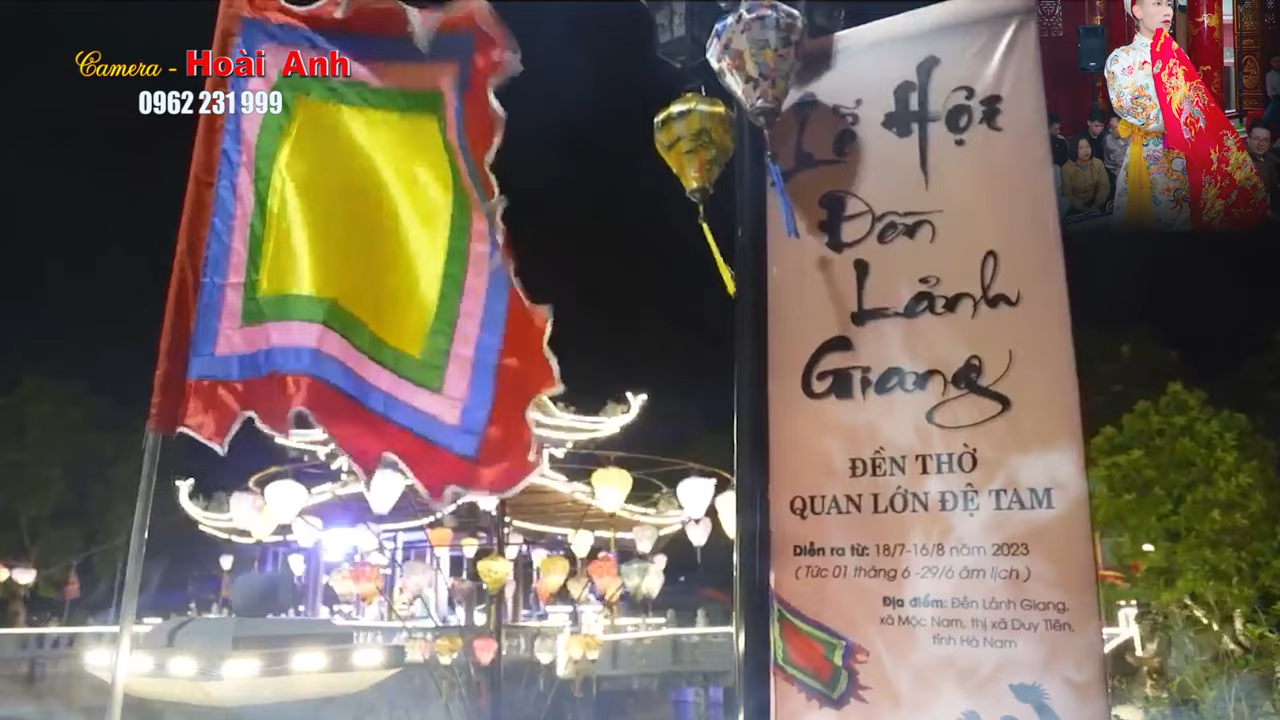 Camera - Hoài Anh
0962 231 999
Lễ Hội
Đền
Lảnh
Giang
ĐỀN THỜ
QUAN LỚN ĐỆ TAM
Diễn ra từ: 18/7-16/8 năm 2023
( Tức 01 tháng 6 -29/6 âm lịch )
Địa điểm: Đền Lảnh Giang,
xã Mộc Nam, thị xã Duy Tiên,
tỉnh Hà Nam